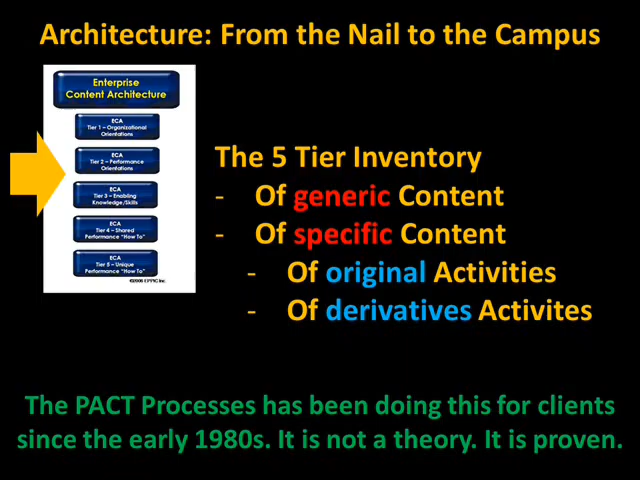 Architecture: From the Nail to the Campus
Enterprise
Content Architecture
ECA
Tier 1 – Organizational
Orientations
ECA
Tier 2 – Performance
Orientations
ECA
Tier 3 – Enabling
Knowledge/Skills
ECA
Tier 4 – Shared
Performance "How To"
ECA
Tier 5 – Unique
Performance "How To"
The 5 Tier Inventory
- Of generic Content
- Of specific Content
- Of original Activities
- Of derivatives Activites
The PACT Processes has been doing this for clients
since the early 1980s. It is not a theory. It is proven.